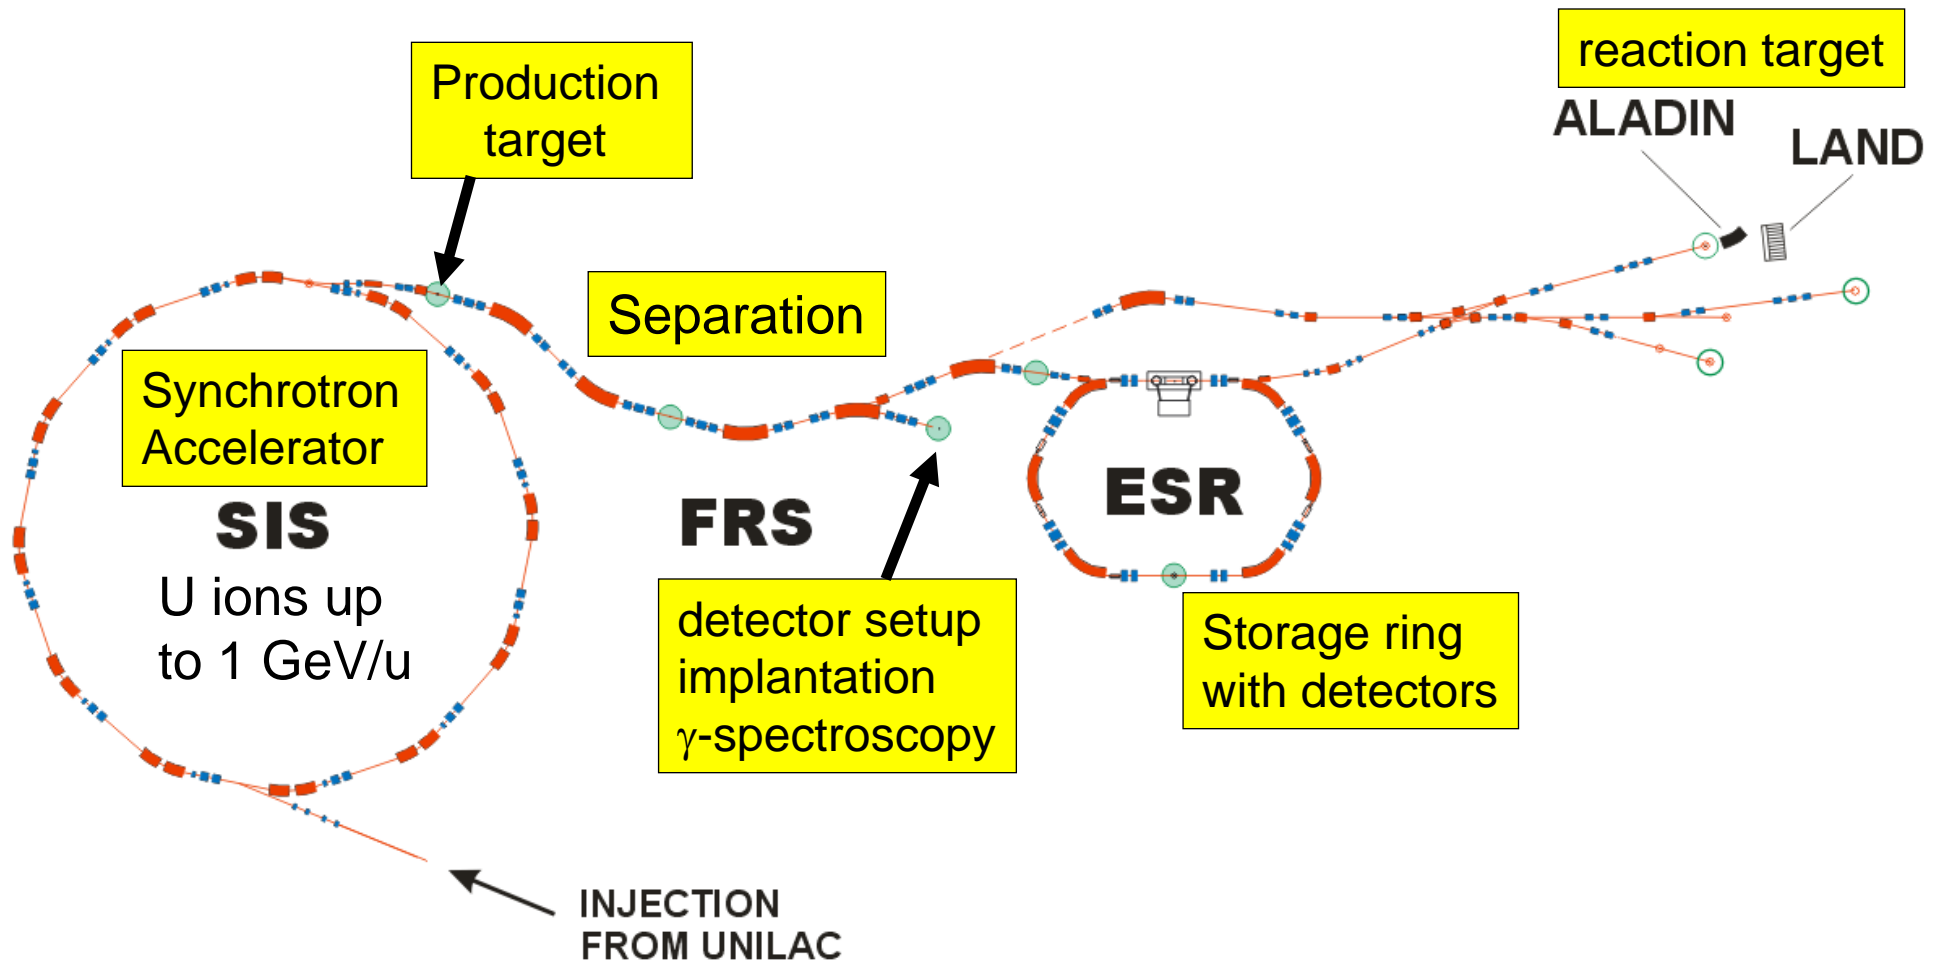 reaction target
Production
target
ALADIN
LAND
Separation
Synchrotron
Accelerator
SIS
FRS
ESR
U ions up
to 1 GeV/u
detector setup
implantation
γ-spectroscopy
Storage ring
with detectors
INJECTION
FROM UNILAC